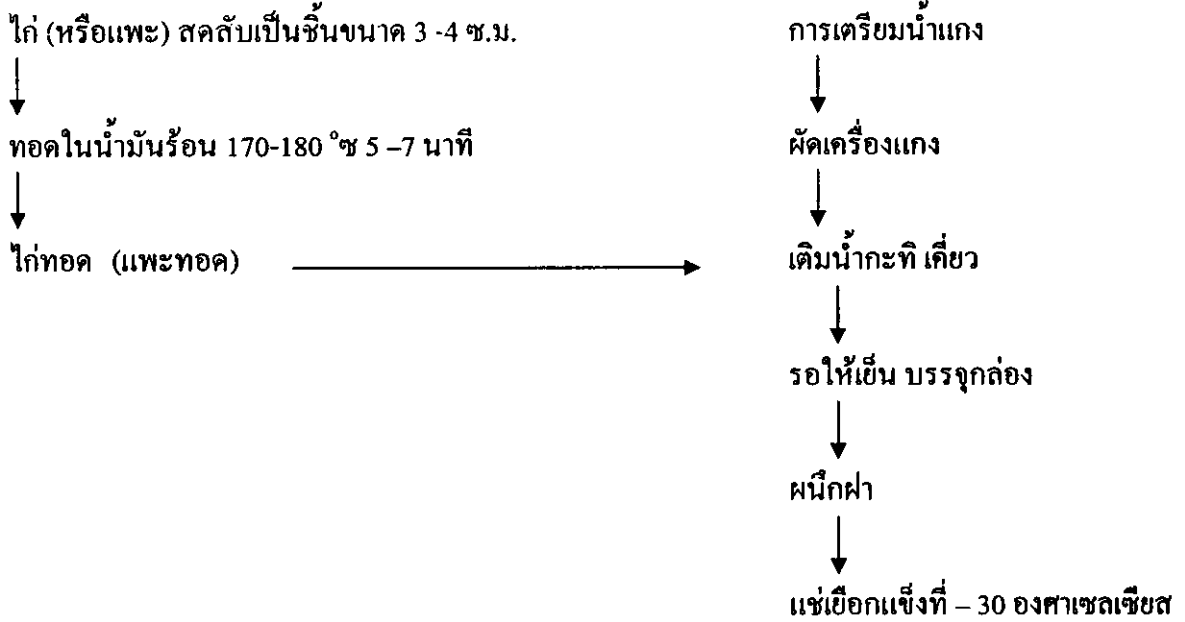 ไก่ (หรือแพะ) สดสับเป็นชิ้นขนาด 3 -4 ซ.ม.
ทอดในน้ำมันร้อน 170-180 °ซ 5 –7 นาที
ไก่ทอด (แพะทอด)
การเตรียมน้ำแกง
ผัดเครื่องแกง
เติมน้ำกะทิ เคี่ยว
รอให้เย็น บรรจุกล่อง
ผนึกฝา
แช่เยือกแข็งที่ – 30 องศาเซลเซียส